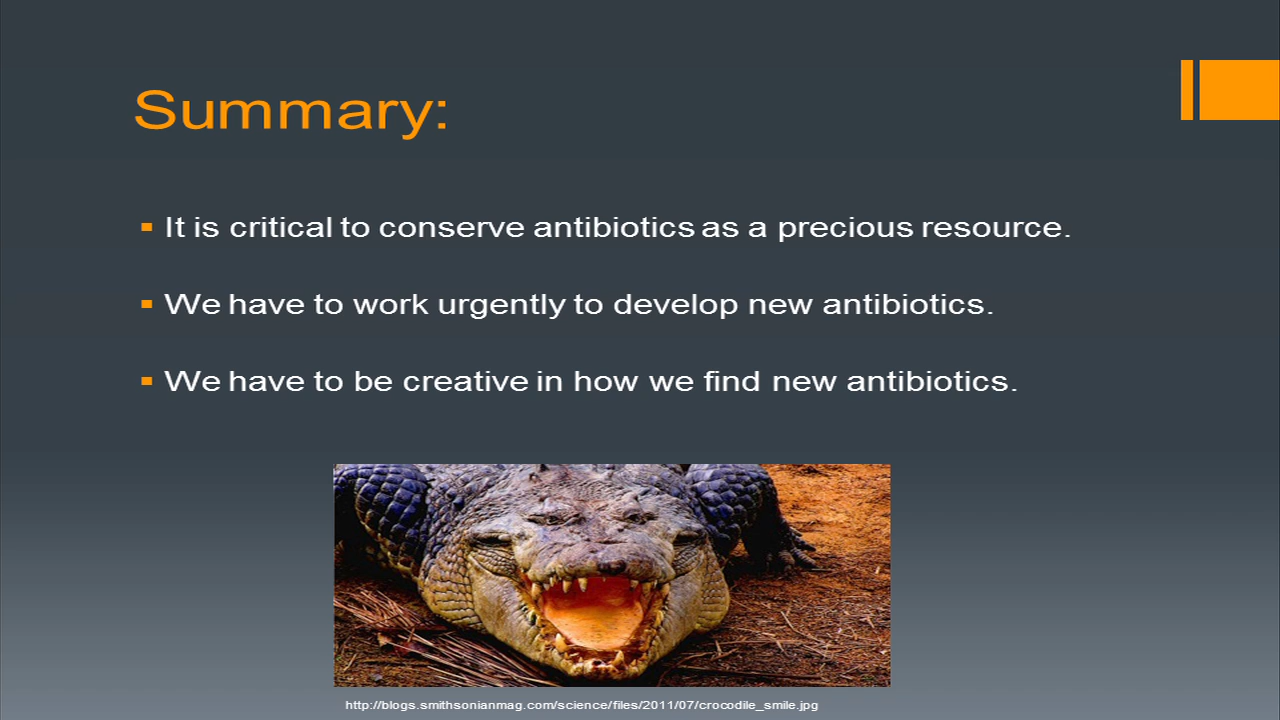 Summary:
It is critical to conserve antibiotics as a precious resource.
We have to work urgently to develop new antibiotics.
We have to be creative in how we find new antibiotics.
http://blogs.smithsonianmag.com/science/files/2011/07/crocodile_smile.jpg